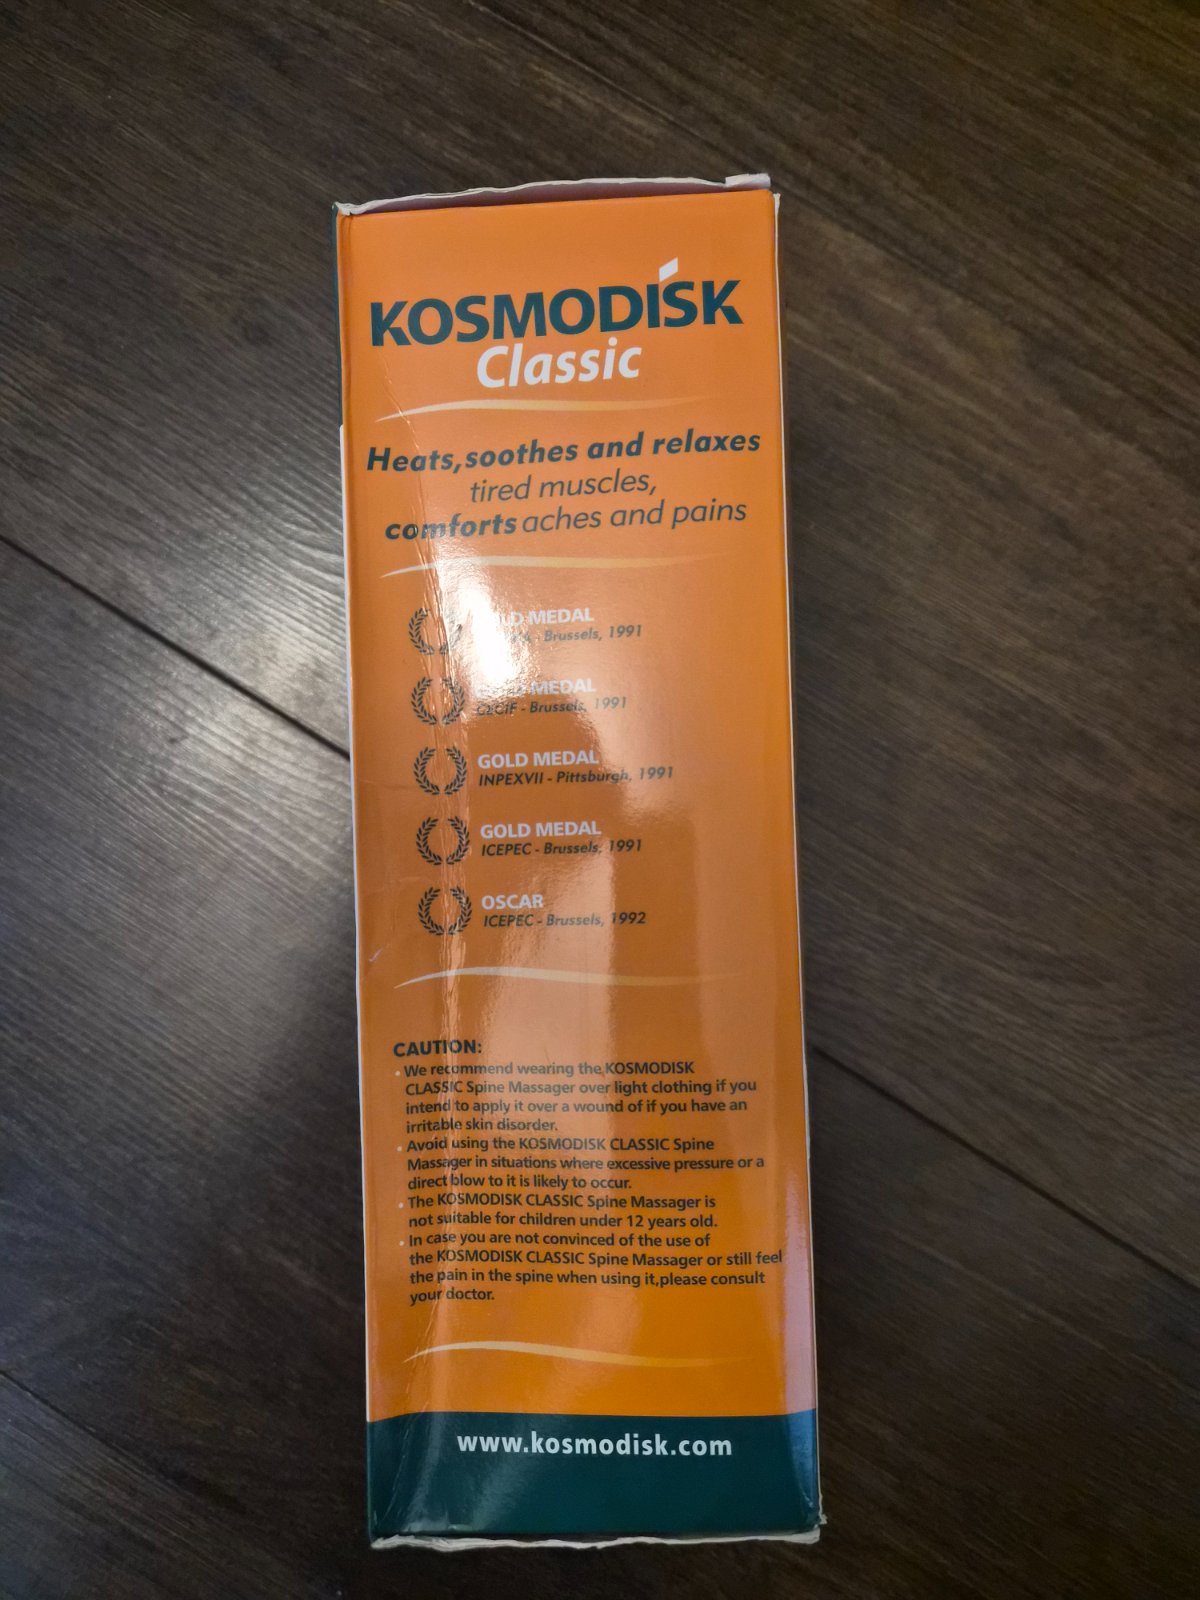 KOSMODISK
Classic
Heats, soothes and relaxes
tired muscles,
comforts aches and pains
MEDAL
- Brussels, 1991
MEDAL
- Brussels, 1991
GOLD MEDAL
INPEXVII - Pittsburgh, 1991
GOLD MEDAL
ICEPEC - Brussels, 1991
OSCAR
ICEPEC - Brussels, 1992
CAUTION:
• We recommend wearing the KOSMODISK
CLASSIC Spine Massager over light clothing if you
intend to apply it over a wound of if you have an
irritable skin disorder.
• Avoid using the KOSMODISK CLASSIC Spine
Massager in situations where excessive pressure or a
direct blow to it is likely to occur.
• The KOSMODISK CLASSIC Spine Massager is
not suitable for children under 12 years old.
• In case you are not convinced of the use of
the KOSMODISK CLASSIC Spine Massager or still feel
the pain in the spine when using it,please consult
your doctor.
www.kosmodisk.com